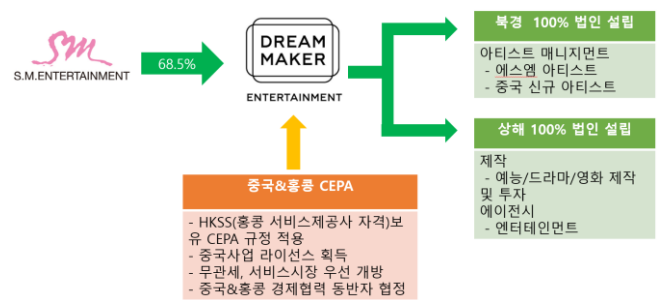 SM
S.M.ENTERTAINMENT
68.5%
DREAM
MAKER
ENTERTAINMENT
북경 100% 법인 설립
아티스트 매니지먼트
- 에스엠 아티스트
- 중국 신규 아티스트
상해 100% 법인 설립
제작
- 예능/드라마/영화 제작
및 투자
에이전시
- 엔터테인먼트
중국&홍콩 CEPA
- HKSS(홍콩 서비스제공사 자격)보
유 CEPA 규정 적용
- 중국사업 라이선스 획득
- 무관세, 서비스시장 우선 개방
- 중국&홍콩 경제협력 동반자 협정